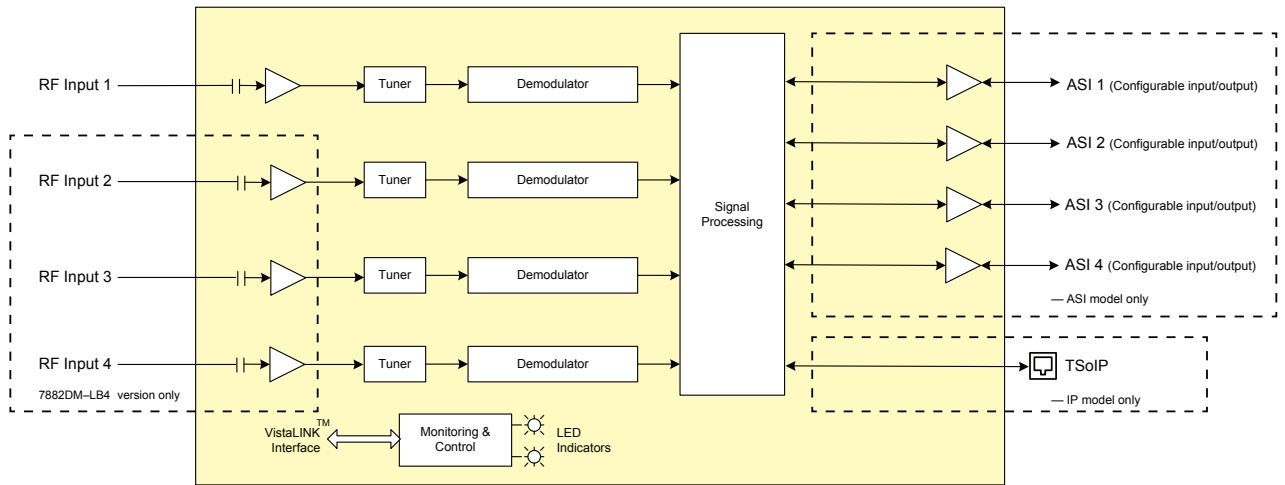 RF Input 1
Tuner
Demodulator
ASI 1 (Configurable input/output)
RF Input 2
Tuner
Demodulator
ASI 2 (Configurable input/output)
Signal
Processing
ASI 3 (Configurable input/output)
RF Input 3
Tuner
Demodulator
ASI 4 (Configurable input/output)
— ASI model only
RF Input 4
Tuner
Demodulator
TSoIP
7882DM–LB4 version only
— IP model only
VistaLINK™
Interface
Monitoring &
Control
LED
Indicators